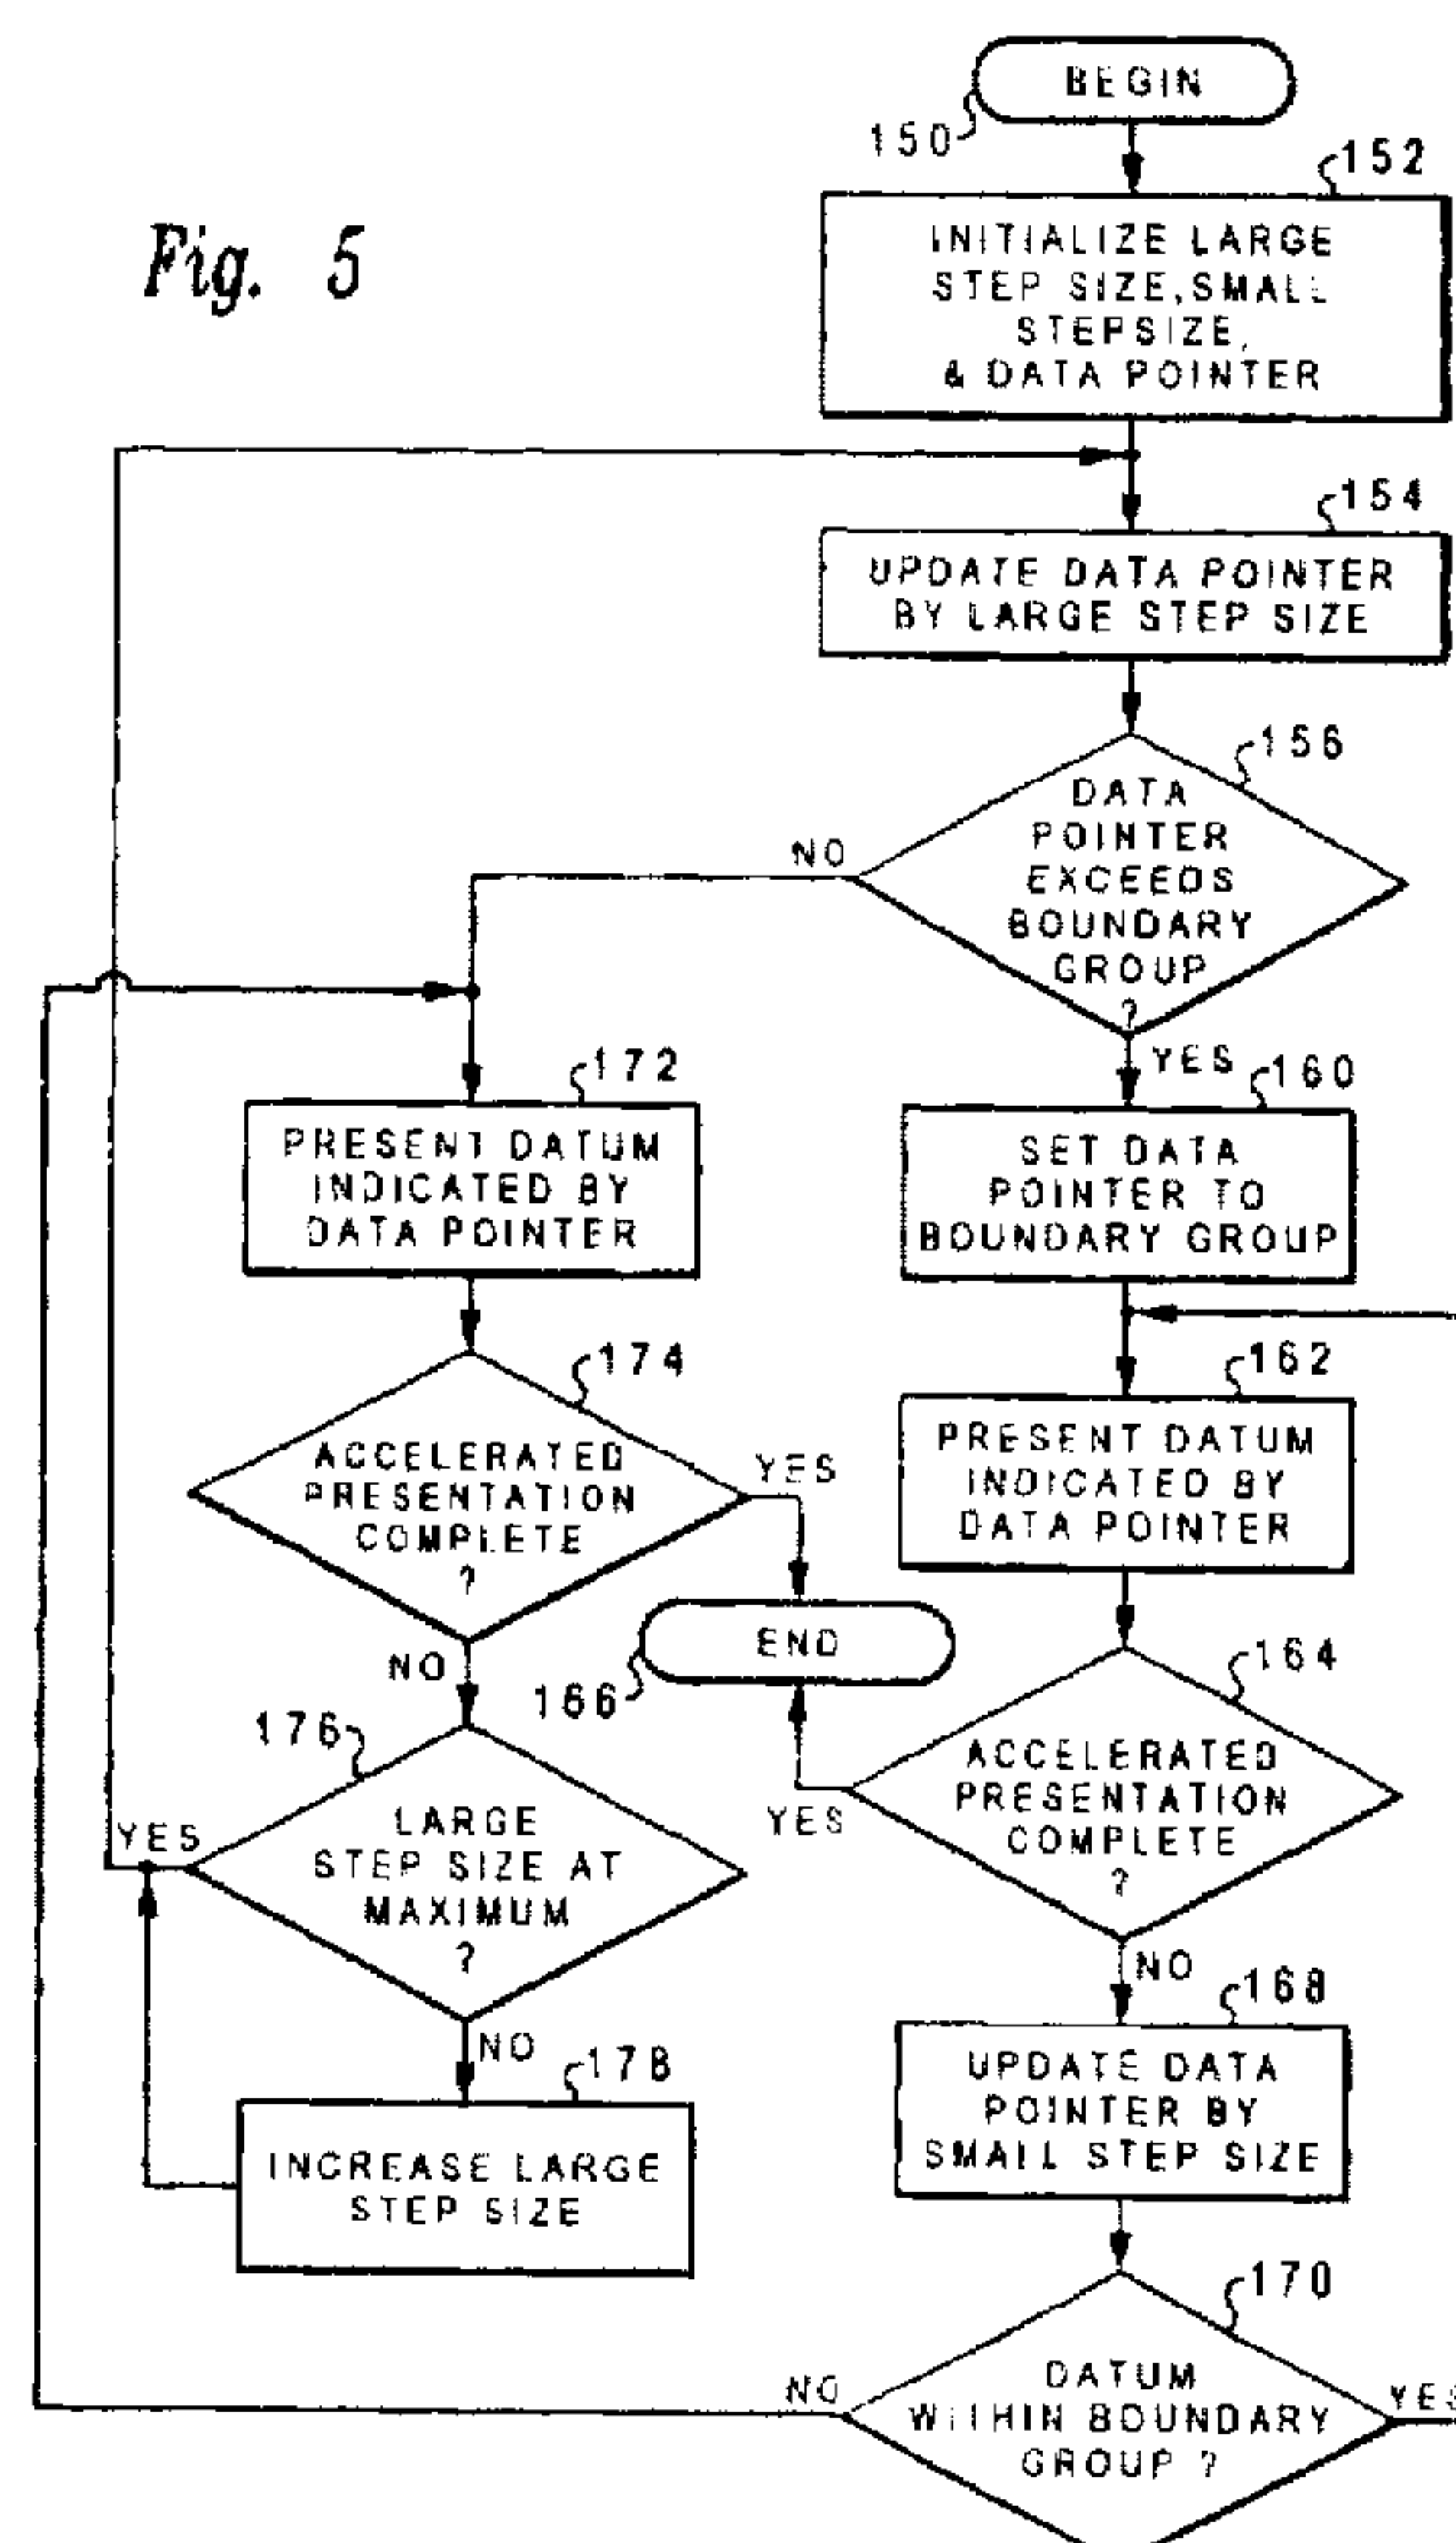 BEGIN
150
152
INITIALIZE LARGE
STEP SIZE, SMALL
STEPSIZE,
& DATA POINTER
Fig. 5
154
UPDATE DATA POINTER
BY LARGE STEP SIZE
156
DATA
POINTER
EXCEEDS
BOUNDARY
GROUP
?
NO
YES
160
SET DATA
POINTER TO
BOUNDARY GROUP
172
PRESENT DATUM
INDICATED BY
DATA POINTER
162
PRESENT DATUM
INDICATED BY
DATA POINTER
174
ACCELERATED
PRESENTATION
COMPLETE
?
YES
NO
END
166
164
ACCELERATED
PRESENTATION
COMPLETE
?
YES
NO
176
LARGE
STEP SIZE AT
MAXIMUM
?
YES
NO
178
INCREASE LARGE
STEP SIZE
168
UPDATE DATA
POINTER BY
SMALL STEP SIZE
170
DATUM
WITHIN BOUNDARY
GROUP ?
NO
YES